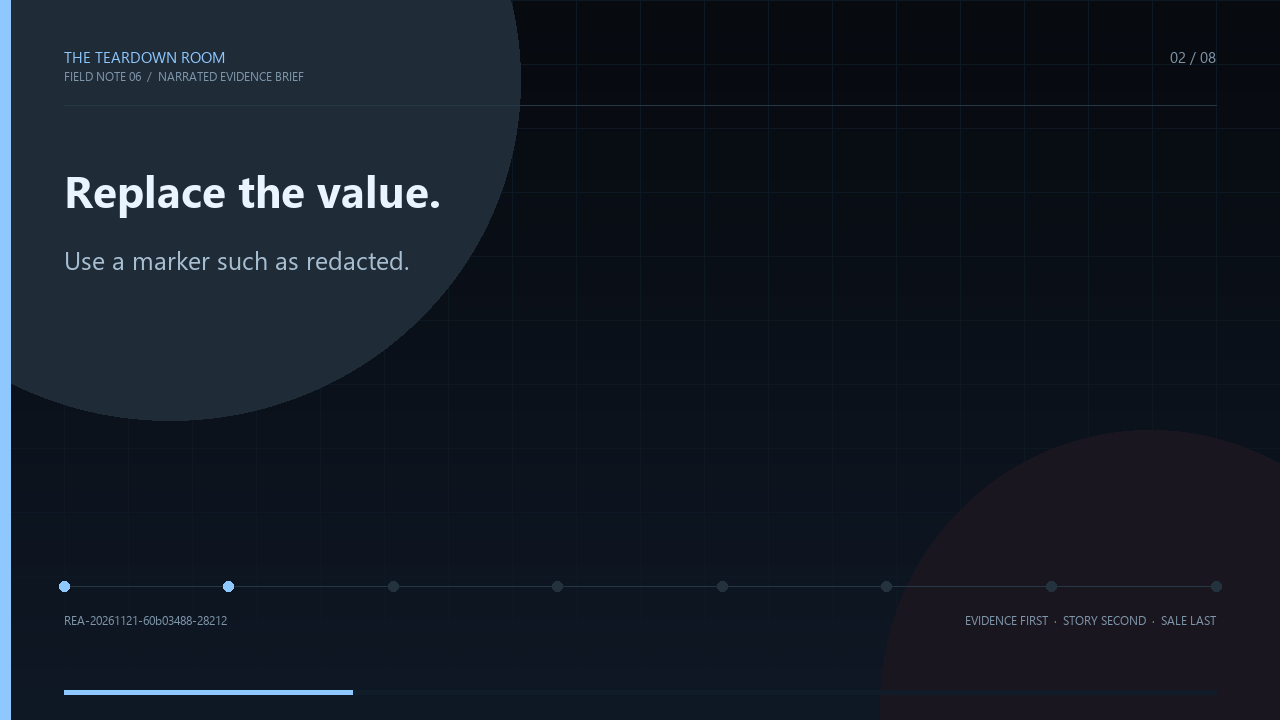 THE TEARDOWN ROOM
FIELD NOTE 06 / NARRATED EVIDENCE BRIEF
02 / 08
Replace the value.
Use a marker such as redacted.
REA-20261121-60b03488-28212
EVIDENCE FIRST · STORY SECOND · SALE LAST